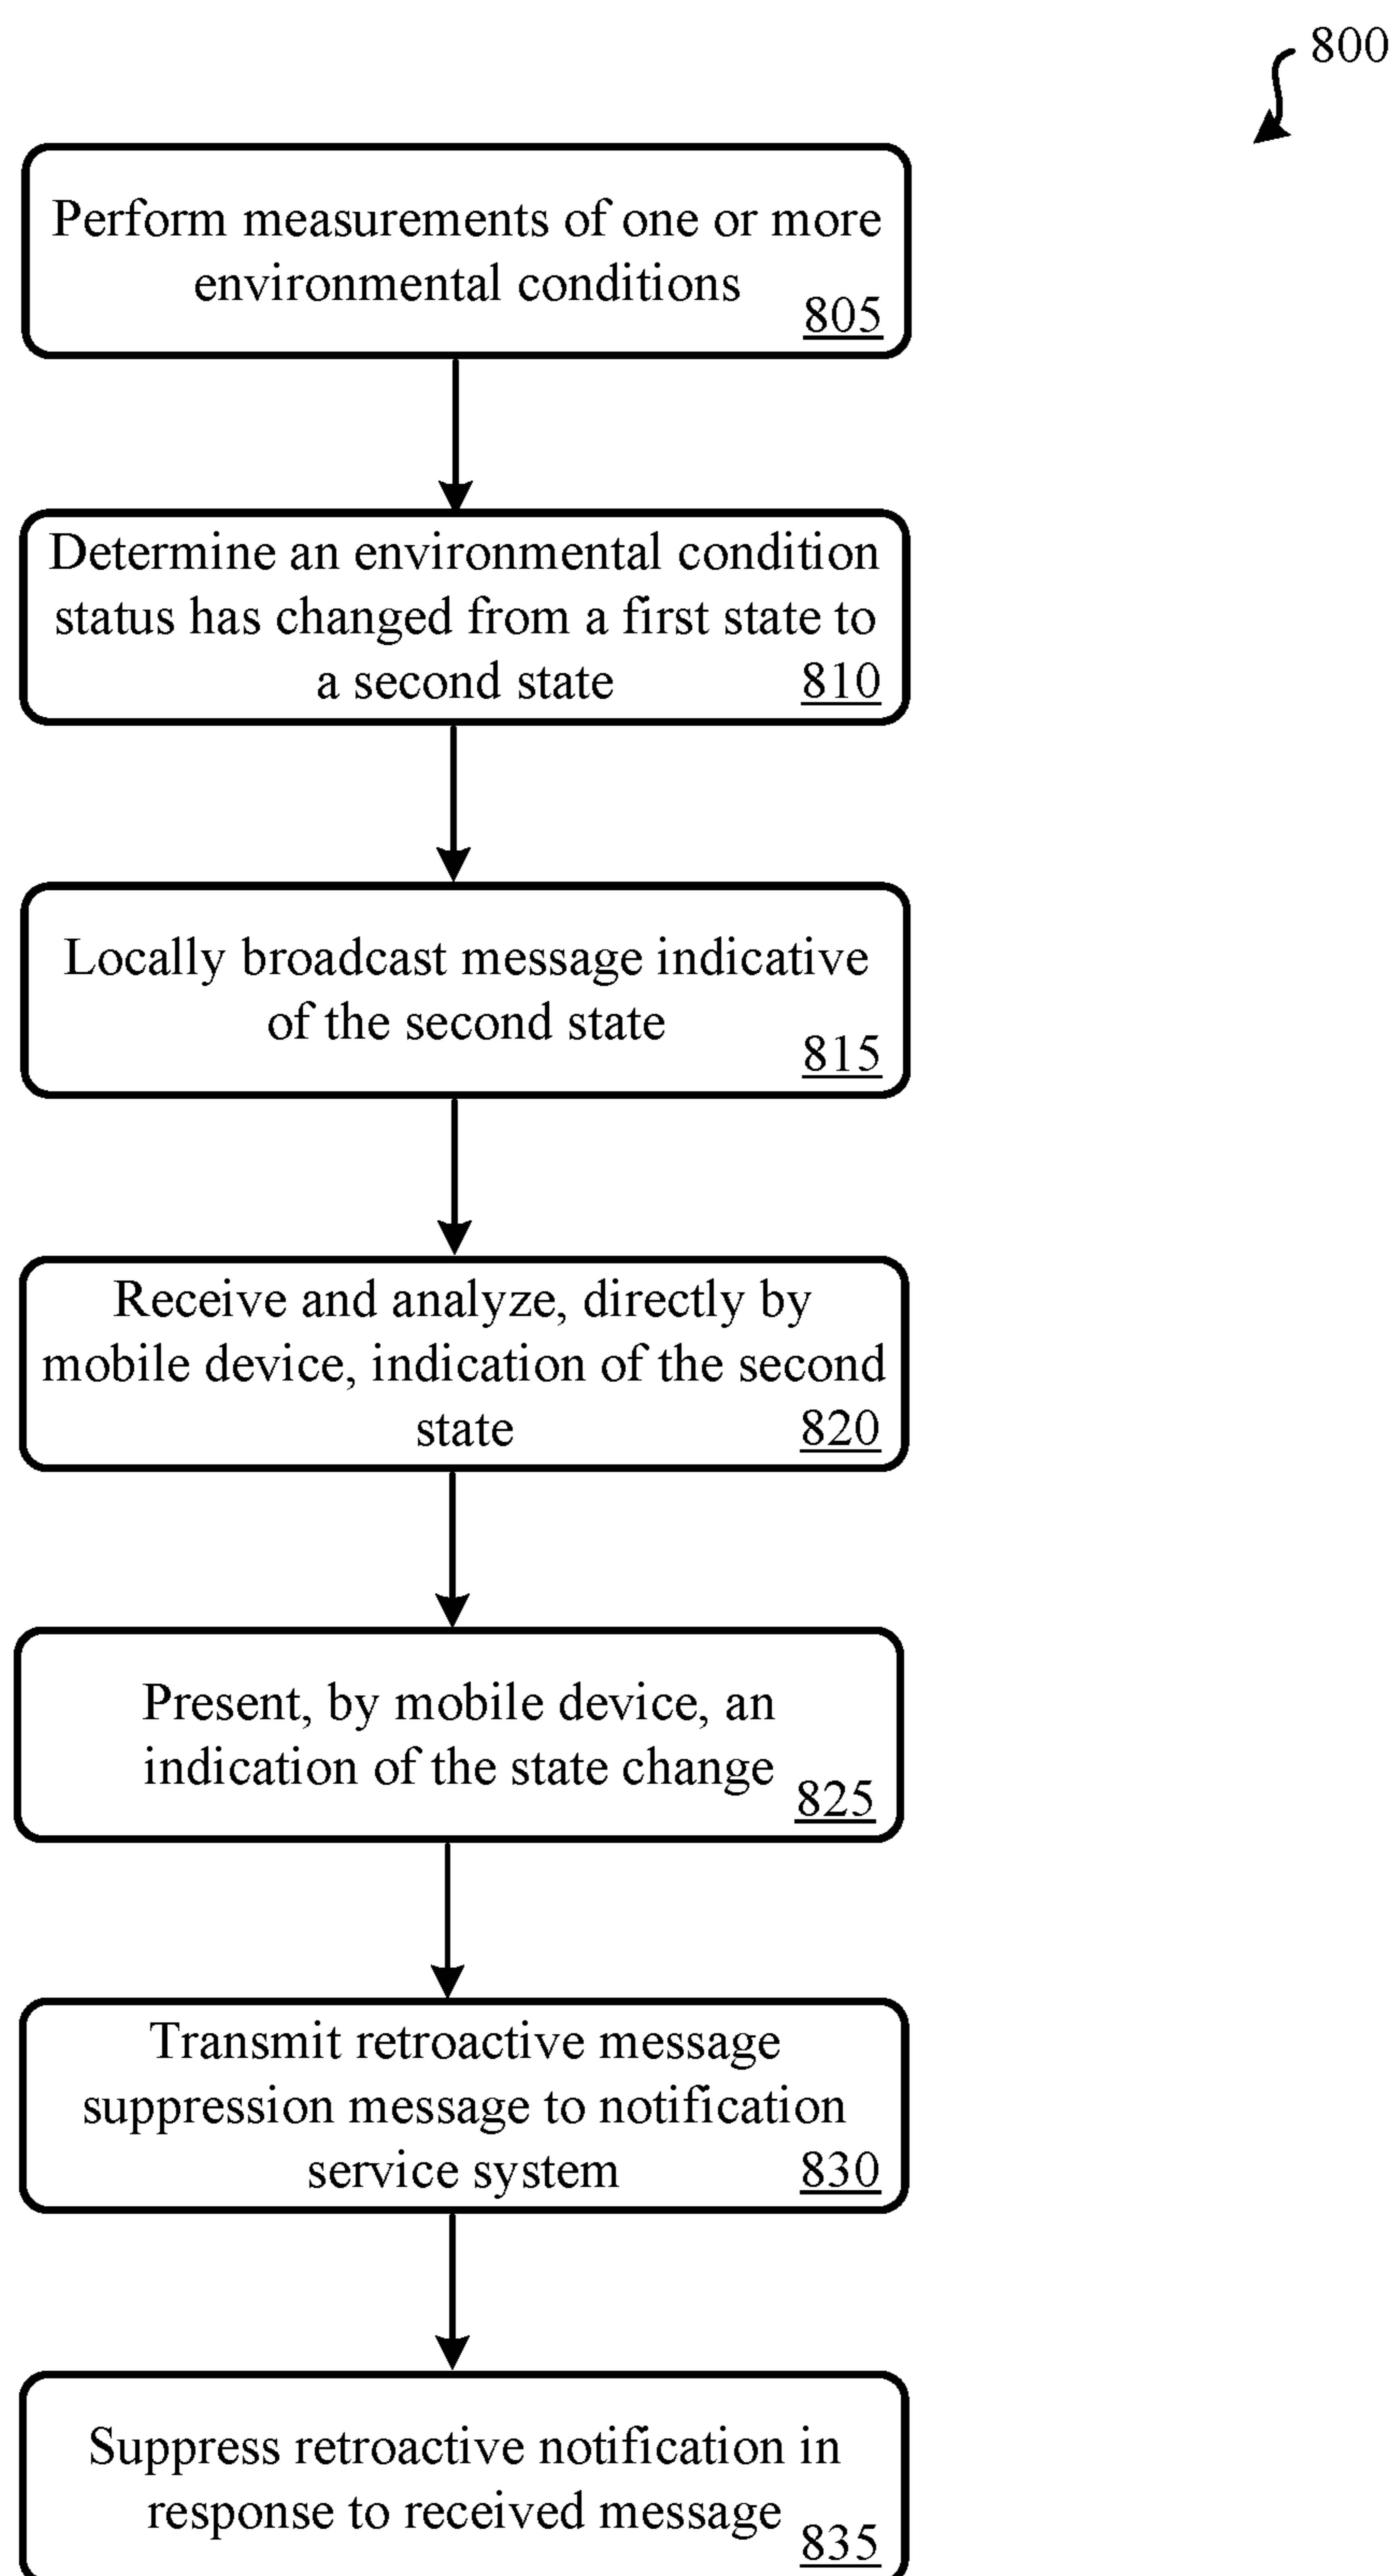 800
Perform measurements of one or more
environmental conditions
805
Determine an environmental condition
status has changed from a first state to
a second state 810
Locally broadcast message indicative
of the second state
815
Receive and analyze, directly by
mobile device, indication of the second
state 820
Present, by mobile device, an
indication of the state change
825
Transmit retroactive message
suppression message to notification
service system 830
Suppress retroactive notification in
response to received message
835